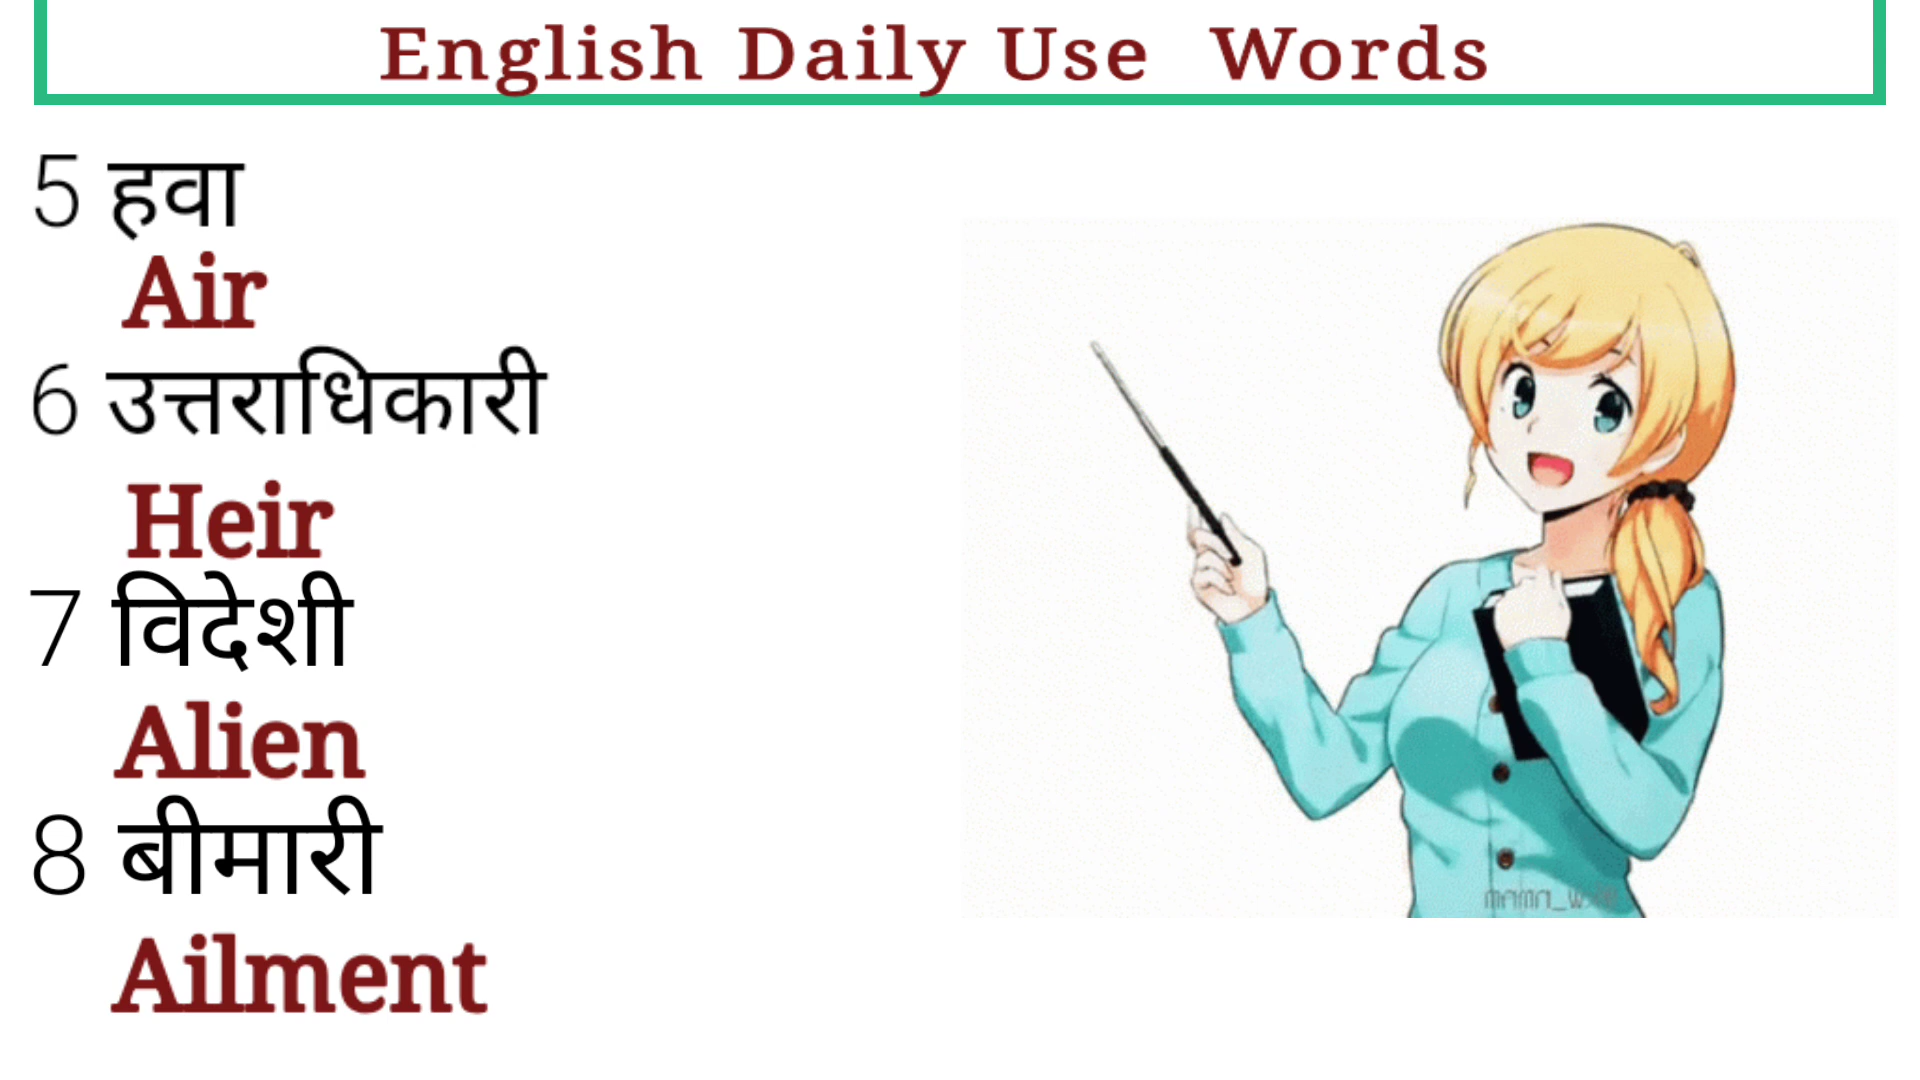 English Daily Use Words
5 हवा
Air
6 उत्तराधिकारी
Heir
7 विदेशी
Alien
8 बीमारी
Ailment